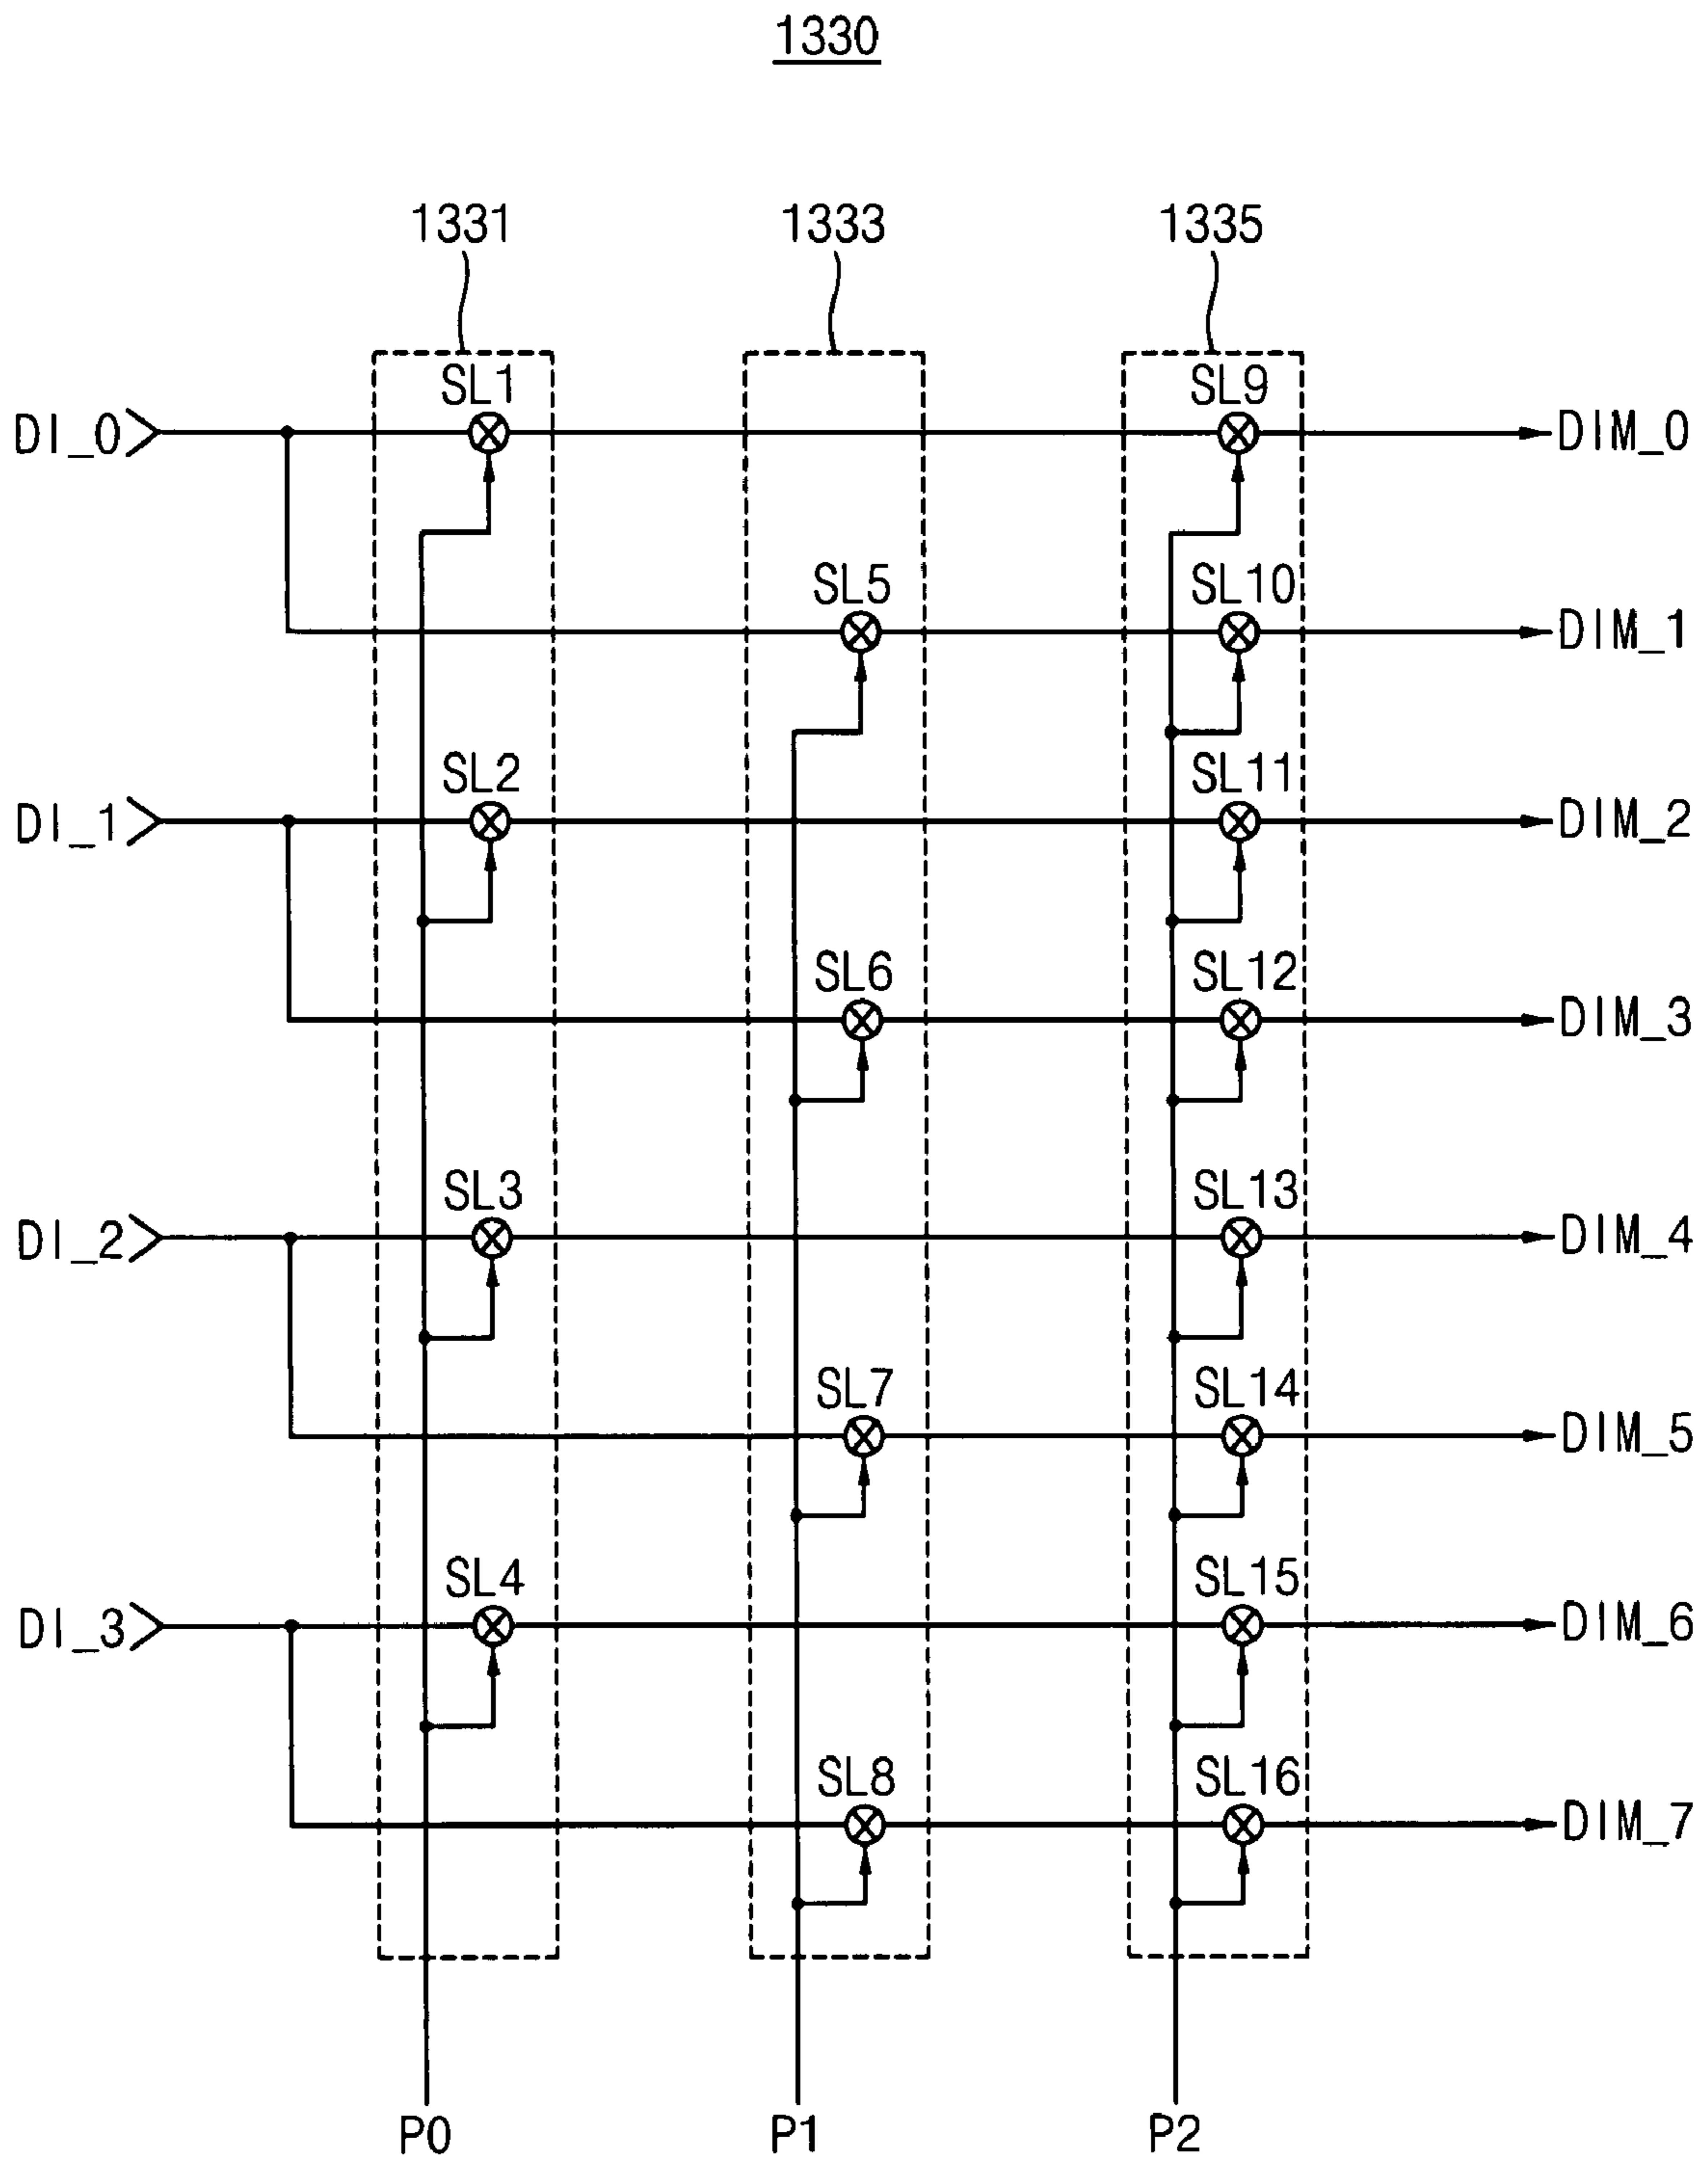 1330
1331 1333 1335
SL1 SL9
DI_0 DIM_0
SL5 SL10
DIM_1
SL2 SL11
DI_1 DIM_2
SL6 SL12
DIM_3
SL3 SL13
DI_2 DIM_4
SL7 SL14
DIM_5
SL4 SL15
DI_3 DIM_6
SL8 SL16
DIM_7
P0 P1 P2